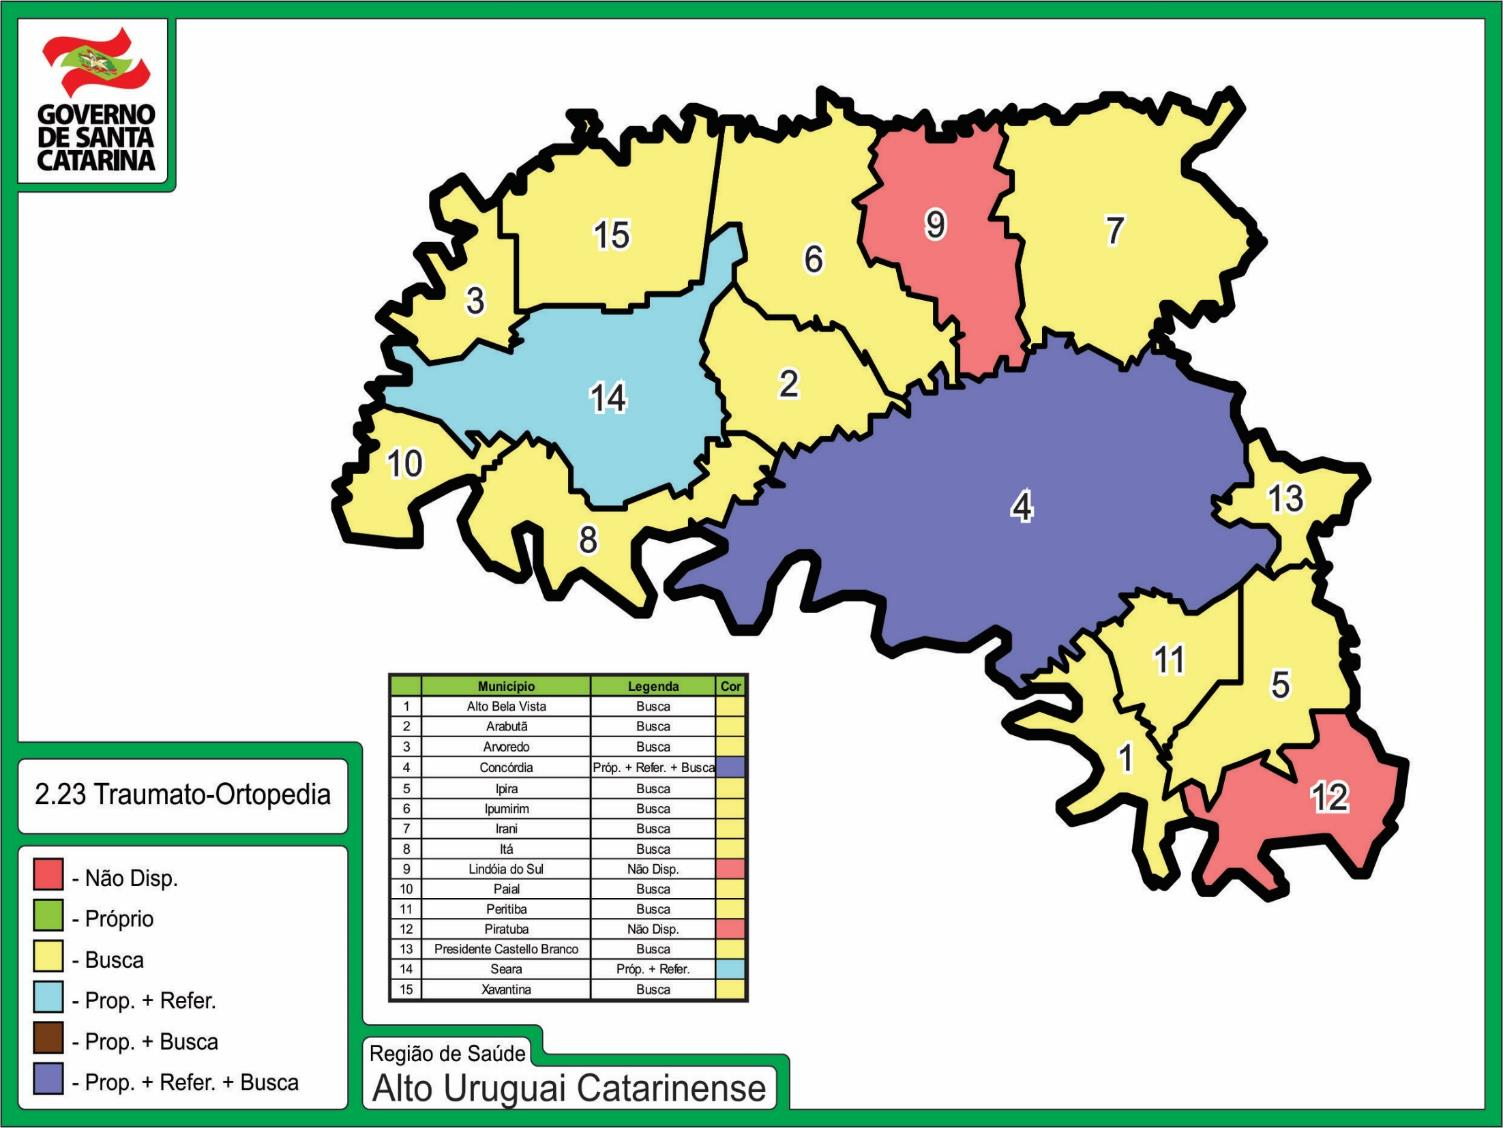 GOVERNO
DE SANTA
CATARINA
15
6
9
7
3
14
2
10
4
13
8
11
5
1
12
Município Legenda Cor
1 Alto Bela Vista Busca
2 Arabutã Busca
3 Arvoredo Busca
4 Concórdia Próp. + Refer. + Busca
5 Ipira Busca
6 Ipumirim Busca
7 Irani Busca
8 Itá Busca
9 Lindóia do Sul Não Disp.
10 Paial Busca
11 Peritiba Busca
12 Piratuba Não Disp.
13 Presidente Castello Branco Busca
14 Seara Próp. + Refer.
15 Xavantina Busca
2.23 Traumato-Ortopedia
- Não Disp.
- Próprio
- Busca
- Prop. + Refer.
- Prop. + Busca
- Prop. + Refer. + Busca
Região de Saúde
Alto Uruguai Catarinense